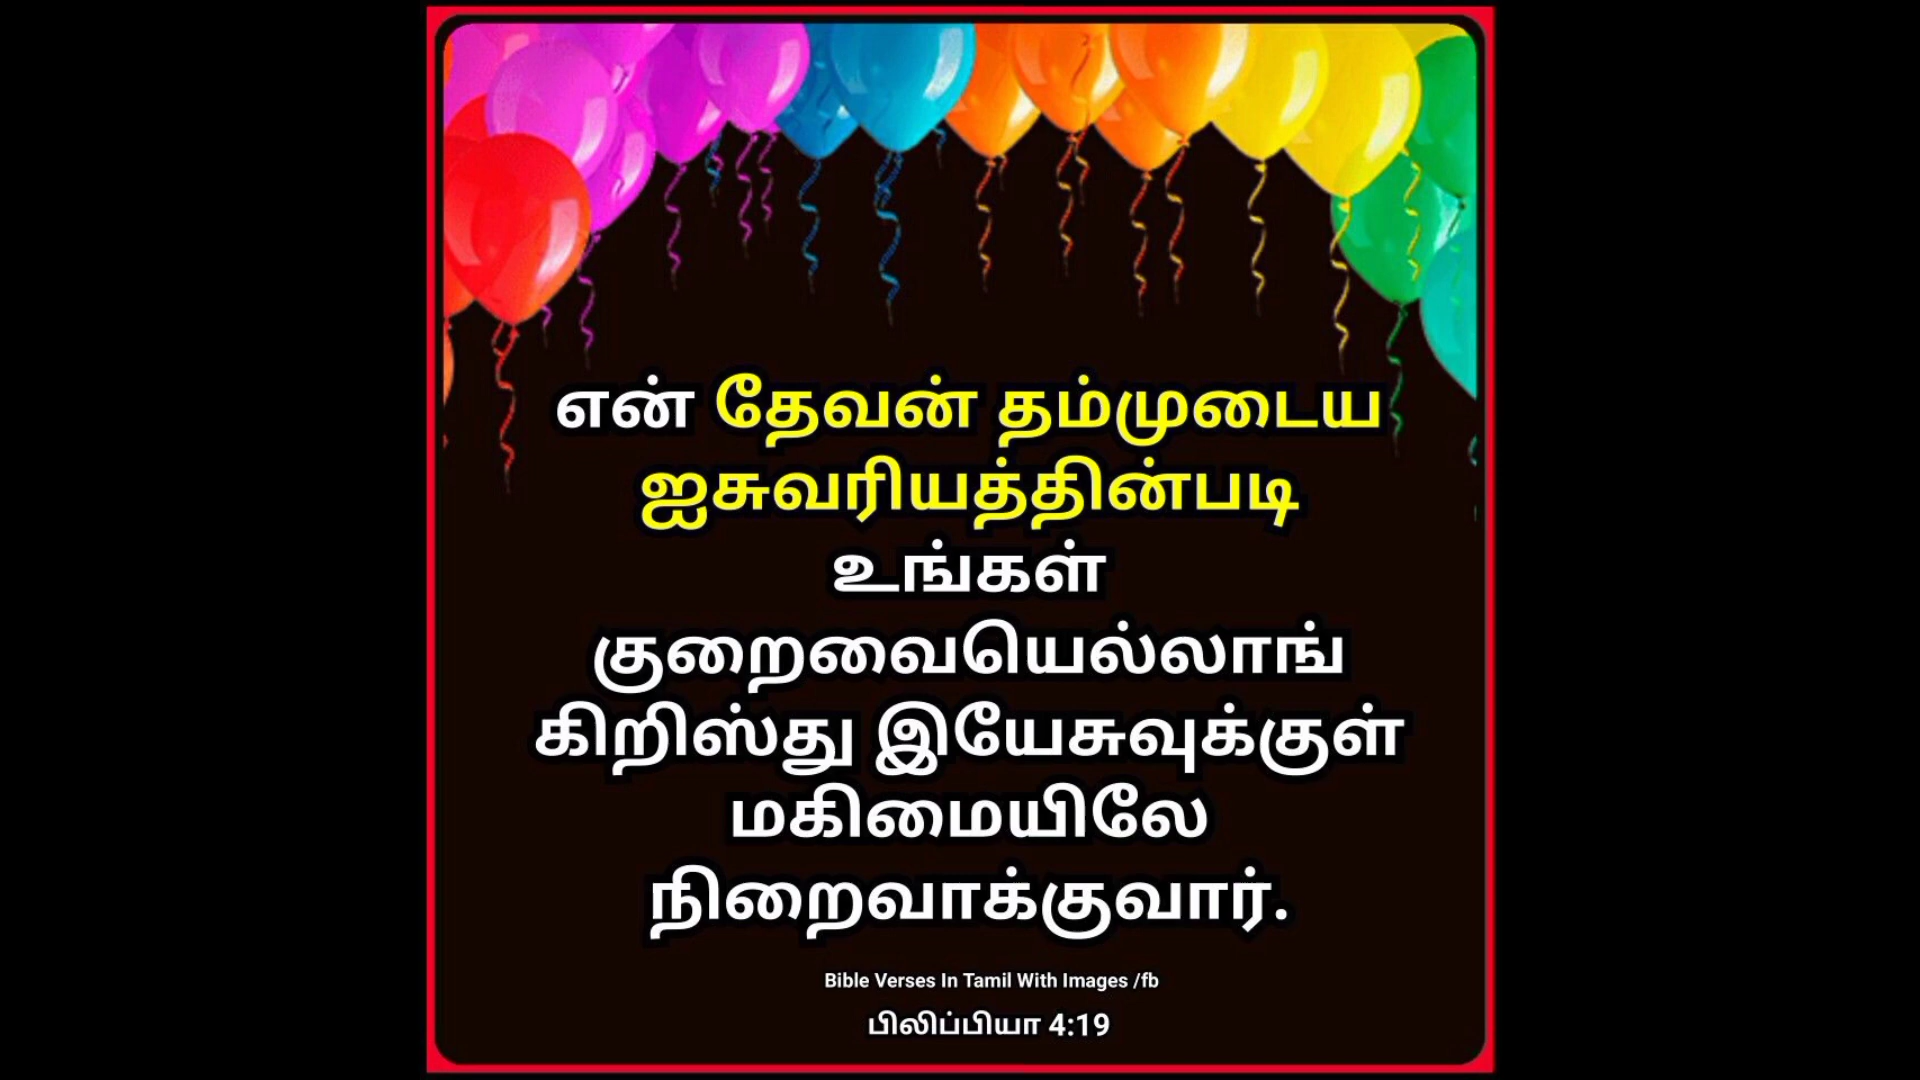 என் தேவன் தம்முடைய
ஐசுவரியத்தின்படி
உங்கள்
குறைவையெல்லாங்
கிறிஸ்து இயேசுவுக்குள்
மகிமையிலே
நிறைவாக்குவார்.
Bible Verses In Tamil With Images /fb
பிலிப்பியா 4:19